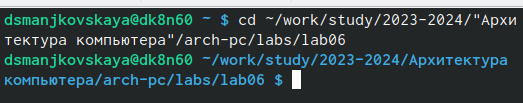 dsmanjkovskaya@dk8n60 ~ $ cd ~/work/study/2023-2024/"Архи
тектура компьютера"/arch-pc/labs/lab06
dsmanjkovskaya@dk8n60 ~/work/study/2023-2024/Архитектура
компьютера/arch-pc/labs/lab06 $